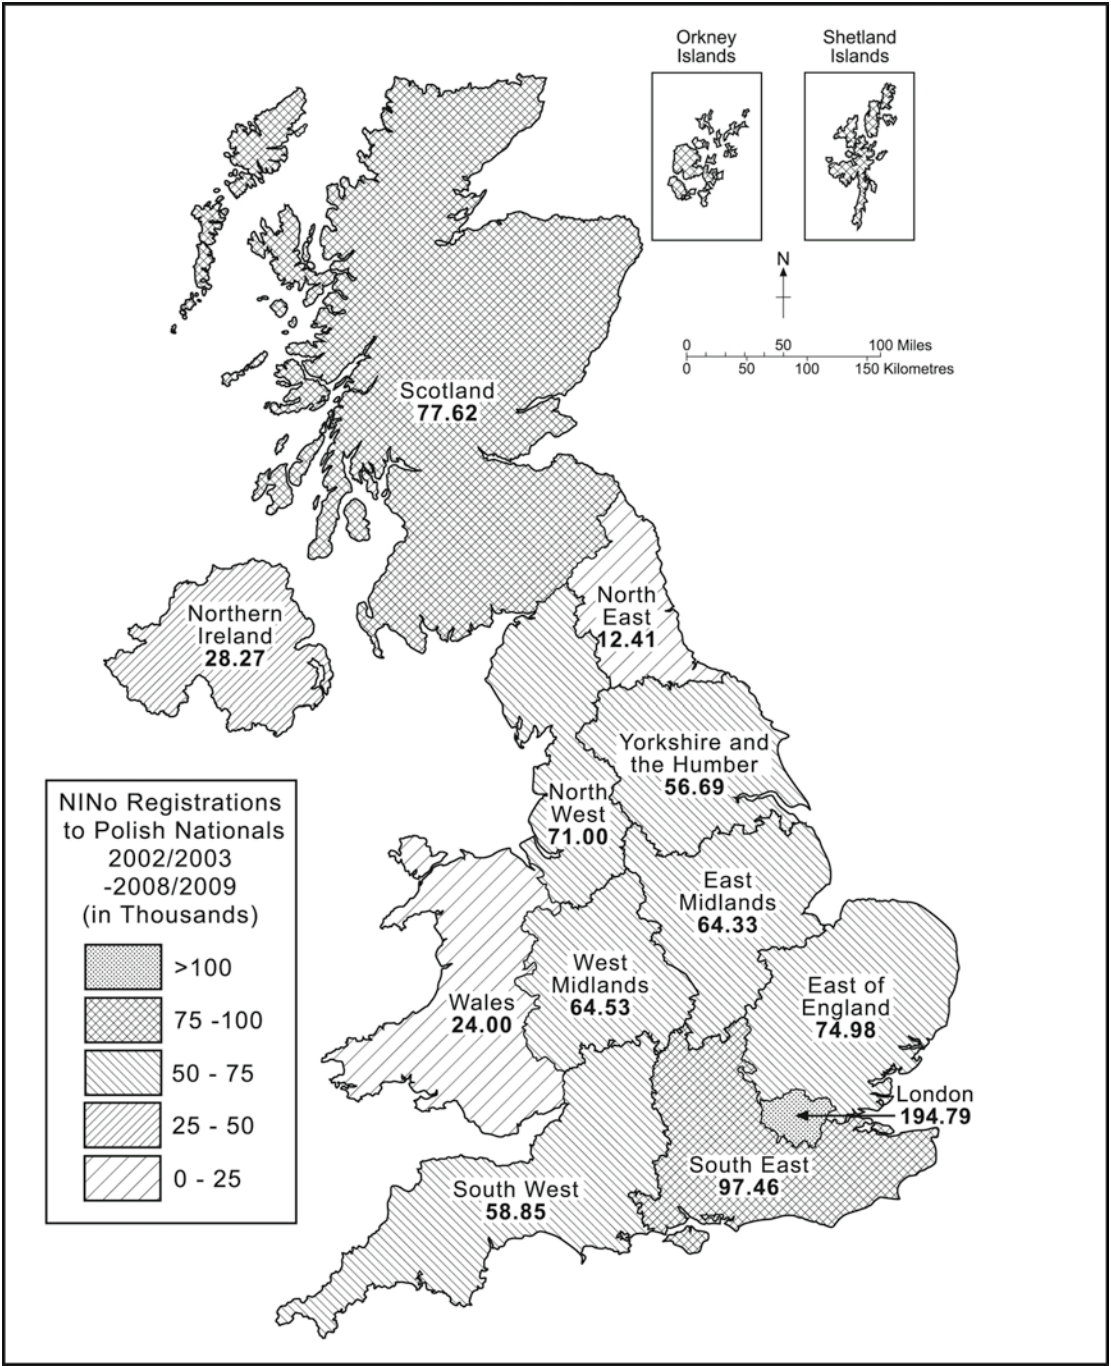 Orkney
Islands
Shetland
Islands
N
0 50 100 Miles
0 50 100 150 Kilometres
Scotland
77.62
North
East
12.41
Northern
Ireland
28.27
Yorkshire and
the Humber
56.69
North
West
71.00
East
Midlands
64.33
West
Midlands
64.53
East of
England
74.98
Wales
24.00
London
194.79
South East
97.46
South West
58.85
NINo Registrations
to Polish Nationals
2002/2003
-2008/2009
(in Thousands)
>100
75 -100
50 - 75
25 - 50
0 - 25